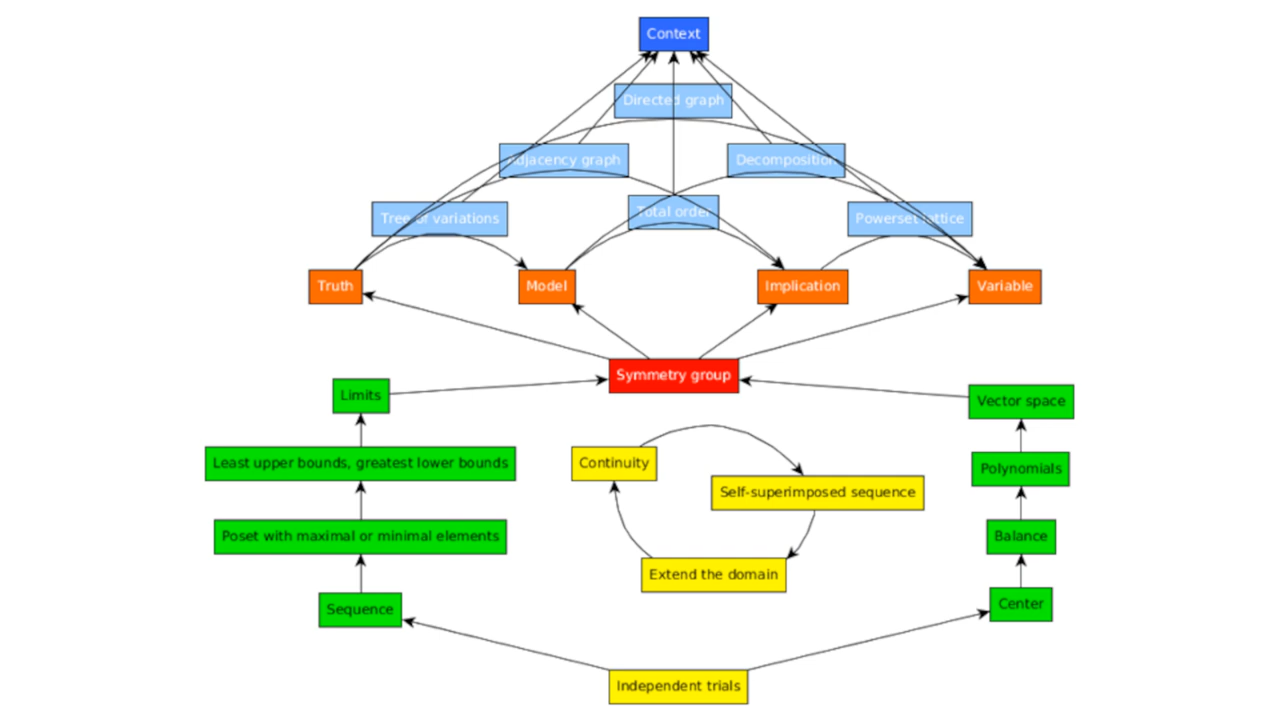 Context
Directed graph
Adjacency graph
Decomposition
Tree of variations
Total order
Powerset lattice
Truth
Model
Implication
Variable
Symmetry group
Limits
Vector space
Least upper bounds, greatest lower bounds
Continuity
Polynomials
Self-superimposed sequence
Poset with maximal or minimal elements
Balance
Extend the domain
Sequence
Center
Independent trials